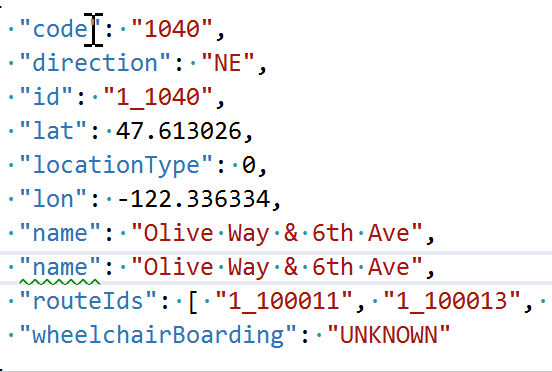 "code": "1040",
"direction": "NE",
"id": "1_1040",
"lat": 47.613026,
"locationType": 0,
"lon": -122.336334,
"name": "Olive Way & 6th Ave",
"name": "Olive Way & 6th Ave",
"routeIds": [ "1_100011", "1_100013",
"wheelchairBoarding": "UNKNOWN"